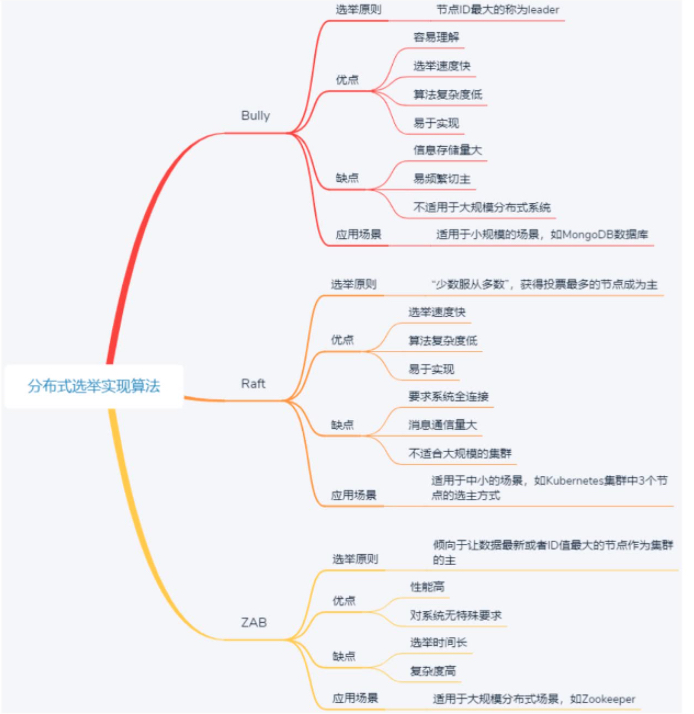 分布式选举实现算法
Bully
选举原则
节点ID最大的称为leader
优点
容易理解
选举速度快
算法复杂度低
易于实现
缺点
信息存储量大
易频繁切主
不适用于大规模分布式系统
应用场景
适用于小规模的场景，如MongoDB数据库
Raft
选举原则
“少数服从多数”，获得投票最多的节点成为主
优点
选举速度快
算法复杂度低
易于实现
缺点
要求系统全连接
消息通信量大
不适合大规模的集群
应用场景
适用于中小的场景，如Kubernetes集群中3个节
点的选主方式
ZAB
选举原则
倾向于让数据最新或者ID值最大的节点作为集群
的主
优点
性能高
对系统无特殊要求
缺点
选举时间长
复杂度高
应用场景
适用于大规模分布式场景，如Zookeeper